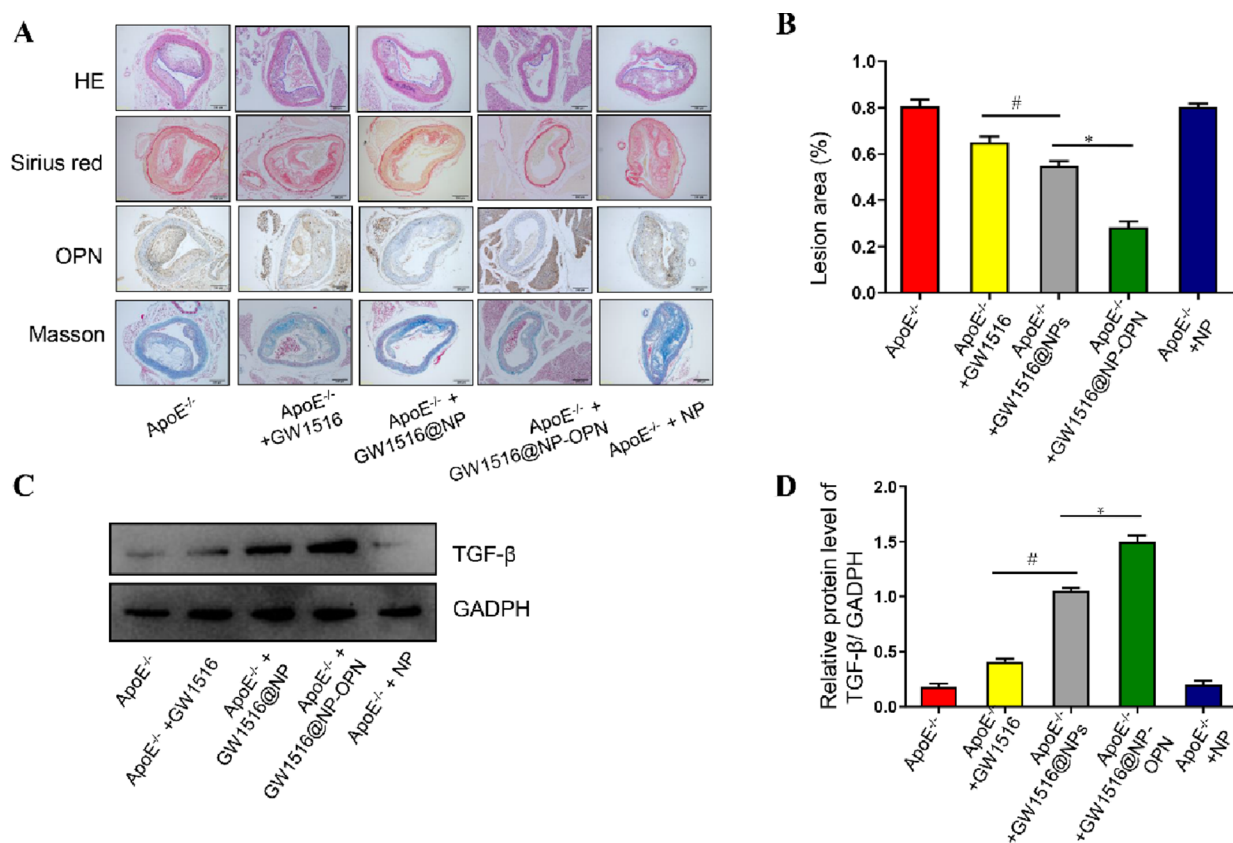 A
HE
Sirius red
OPN
Masson
ApoE-/-
ApoE-/-
+GW1516
ApoE-/- +
GW1516@NP
ApoE-/- +
GW1516@NP-OPN
ApoE-/- + NP
B
Lesion area (%)
1.0
0.8
0.6
0.4
0.2
0.0
#
*
ApoE-/-
ApoE-/-
+GW1516
ApoE-/-
+GW1516@NPs
ApoE-/-
+GW1516@NP-OPN
ApoE-/-
+NP
C
TGF-β
GADPH
ApoE-/-
ApoE-/- +GW1516
ApoE-/- +
GW1516@NP
ApoE-/- +
GW1516@NP-OPN
ApoE-/- + NP
D
Relative protein level of
TGF-β/ GADPH
2.0
1.5
1.0
0.5
0.0
#
*
ApoE-/-
ApoE-/-
+GW1516
ApoE-/-
+GW1516@NPs
ApoE-/-
+GW1516@NP-
OPN
ApoE-/-
+NP